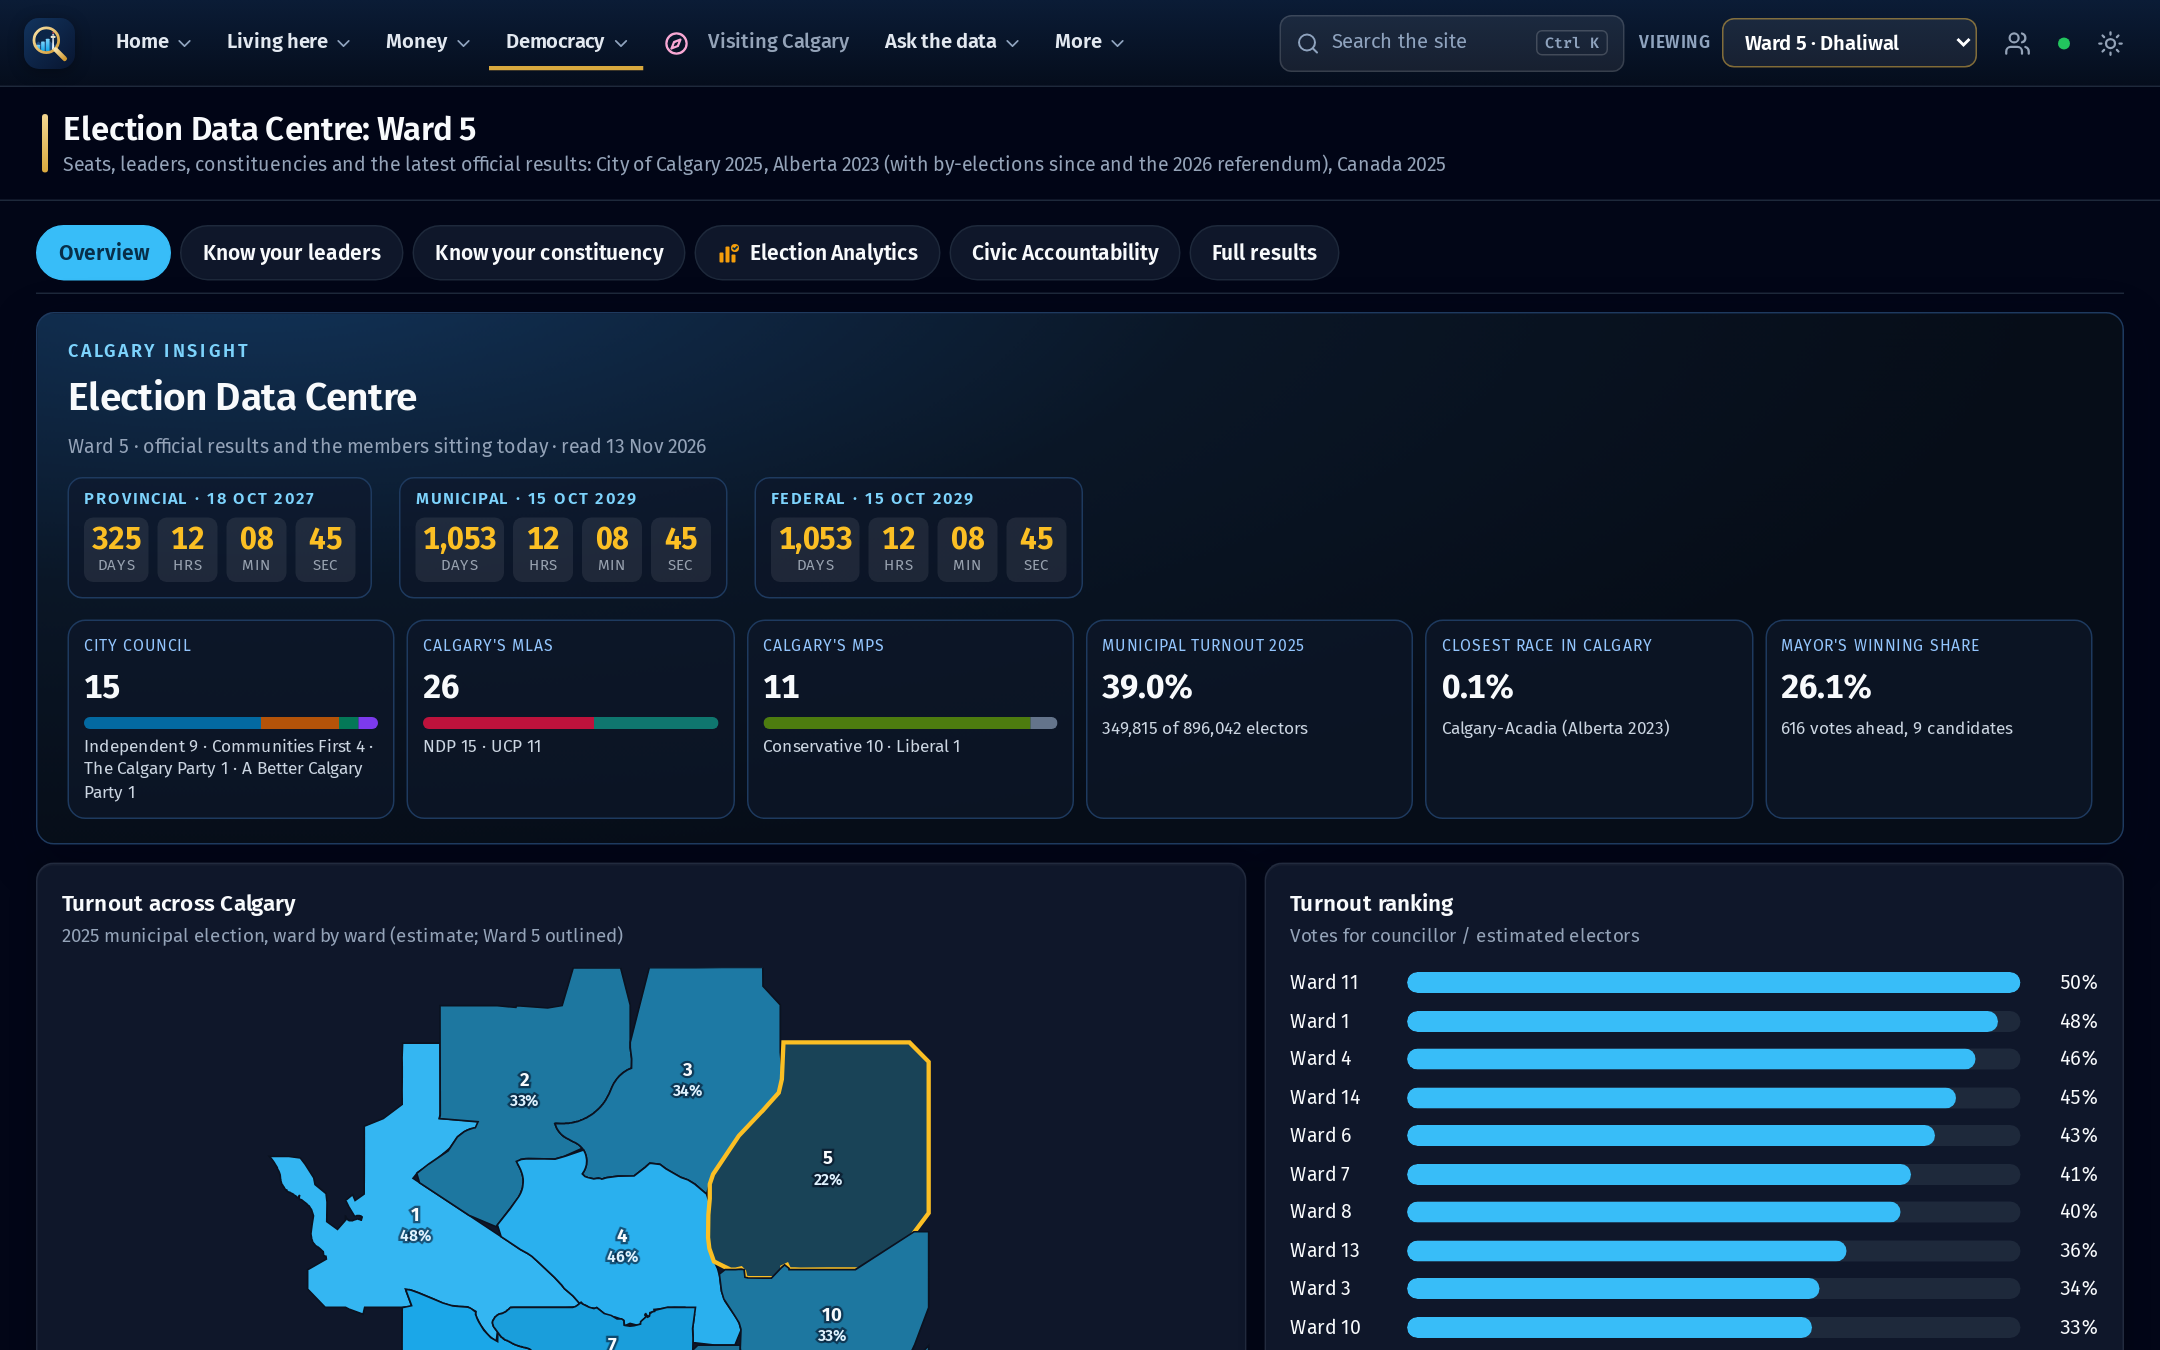 Home
Living here
Money
Democracy
Visiting Calgary
Ask the data
More
Search the site
Ctrl K
VIEWING
Ward 5 · Dhaliwal
Election Data Centre: Ward 5
Seats, leaders, constituencies and the latest official results: City of Calgary 2025, Alberta 2023 (with by-elections since and the 2026 referendum), Canada 2025
Overview
Know your leaders
Know your constituency
Election Analytics
Civic Accountability
Full results
CALGARY INSIGHT
Election Data Centre
Ward 5 · official results and the members sitting today · read 13 Nov 2026
PROVINCIAL · 18 OCT 2027
325 12 08 45
DAYS HRS MIN SEC
MUNICIPAL · 15 OCT 2029
1,053 12 08 45
DAYS HRS MIN SEC
FEDERAL · 15 OCT 2029
1,053 12 08 45
DAYS HRS MIN SEC
CITY COUNCIL
15
Independent 9 · Communities First 4 ·
The Calgary Party 1 · A Better Calgary
Party 1
CALGARY'S MLAS
26
NDP 15 · UCP 11
CALGARY'S MPS
11
Conservative 10 · Liberal 1
MUNICIPAL TURNOUT 2025
39.0%
349,815 of 896,042 electors
CLOSEST RACE IN CALGARY
0.1%
Calgary-Acadia (Alberta 2023)
MAYOR'S WINNING SHARE
26.1%
616 votes ahead, 9 candidates
Turnout across Calgary
2025 municipal election, ward by ward (estimate; Ward 5 outlined)
2
33%
3
34%
5
22%
1
48%
4
46%
10
33%
7
Turnout ranking
Votes for councillor / estimated electors
Ward 11 50%
Ward 1 48%
Ward 4 46%
Ward 14 45%
Ward 6 43%
Ward 7 41%
Ward 8 40%
Ward 13 36%
Ward 3 34%
Ward 10 33%